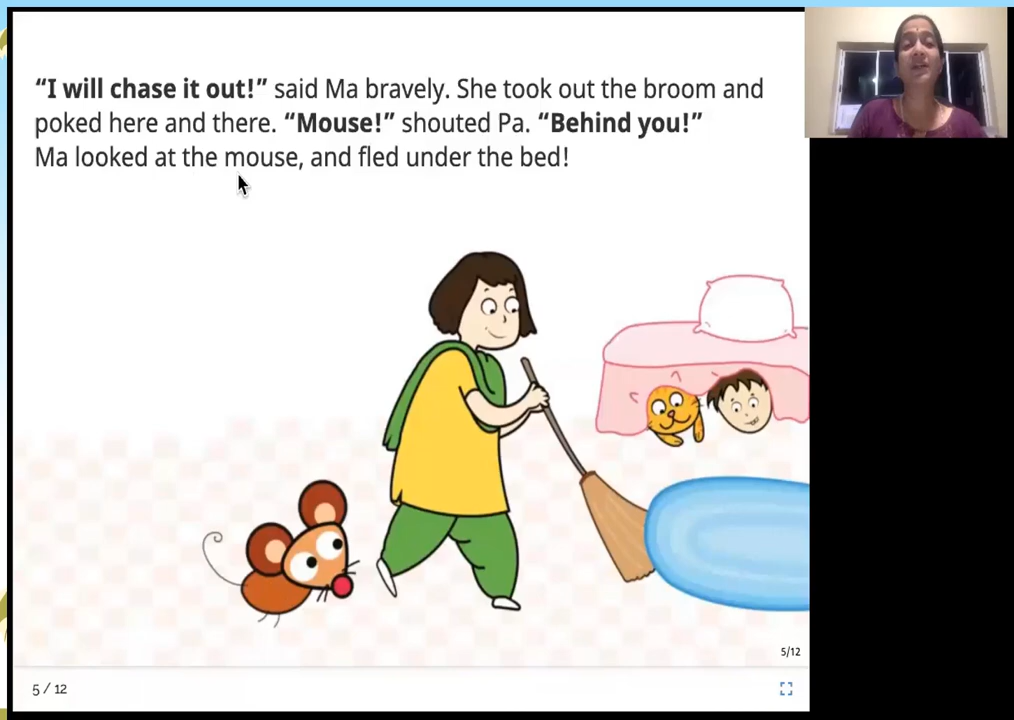 “I will chase it out!” said Ma bravely. She took out the broom and
poked here and there. “Mouse!” shouted Pa. “Behind you!”
Ma looked at the mouse, and fled under the bed!
5/12
5 / 12